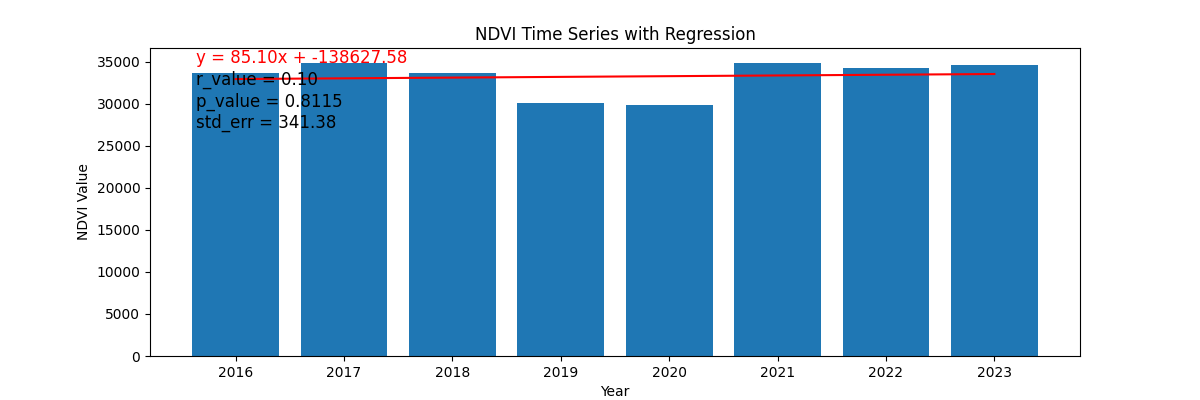 NDVI Time Series with Regression
y = 85.10x + -138627.58
r_value = 0.10
p_value = 0.8115
std_err = 341.38
35000
30000
25000
20000
15000
10000
5000
0
NDVI Value
2016 2017 2018 2019 2020 2021 2022 2023
Year